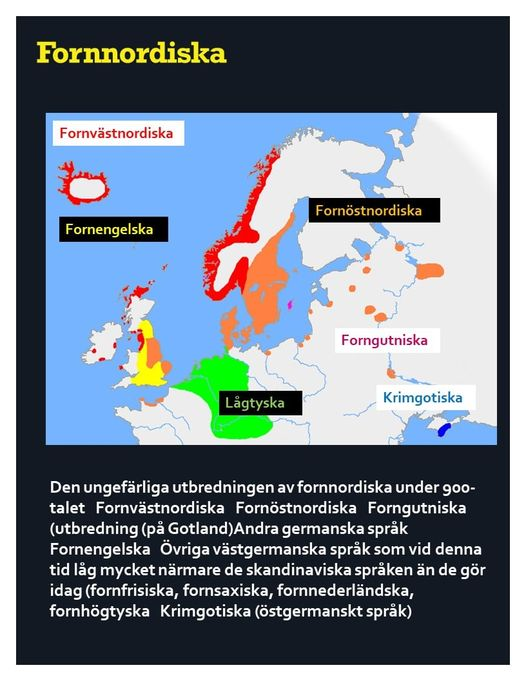 Fornnordiska
Fornvästnordiska
Fornöstnordiska
Fornengelska
Forngutniska
Krimgotiska
Lågtyska
Den ungefärliga utbredningen av fornnordiska under 900-
talet Fornvästnordiska Fornöstnordiska Forngutniska
(utbredning (på Gotland)Andra germanska språk
Fornengelska Övriga västgermanska språk som vid denna
tid låg mycket närmare de skandinaviska språken än de gör
idag (fornfrisiska, fornsaxiska, fornnederländska,
fornhögtyska Krimgotiska (östgermanskt språk)